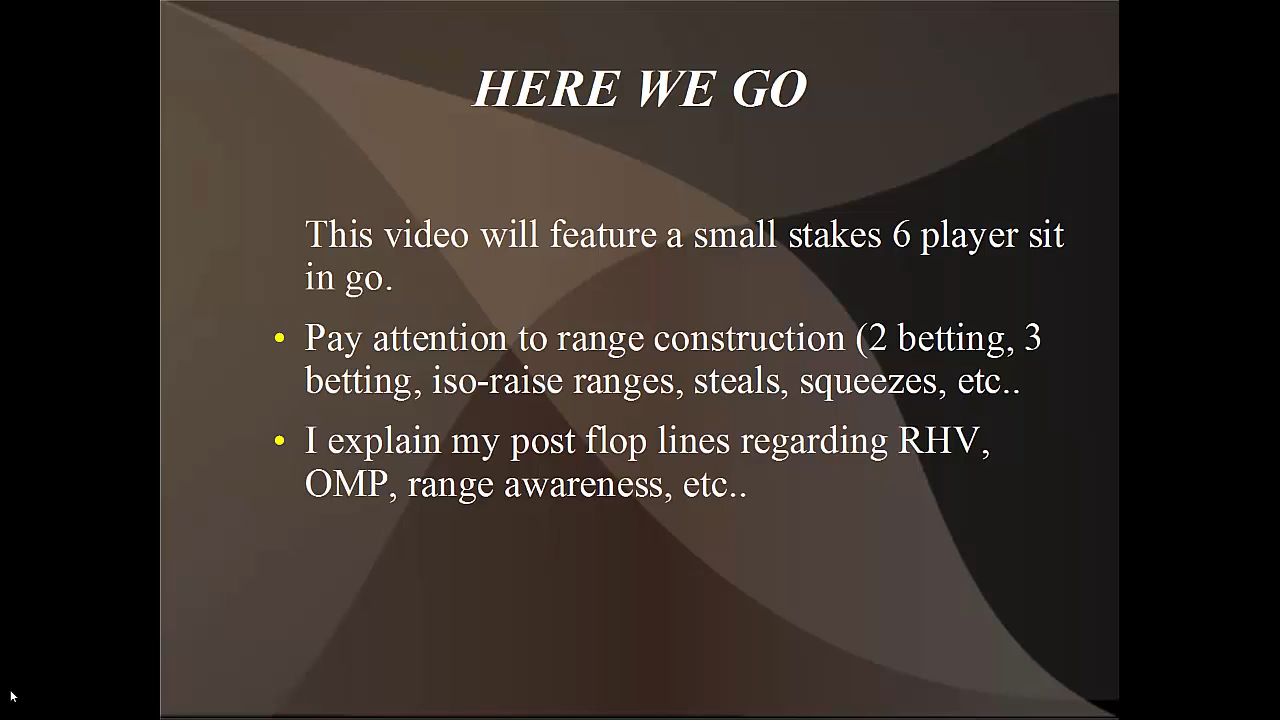 HERE WE GO
This video will feature a small stakes 6 player sit
in go.
• Pay attention to range construction (2 betting, 3
betting, iso-raise ranges, steals, squeezes, etc..
• I explain my post flop lines regarding RHV,
OMP, range awareness, etc..